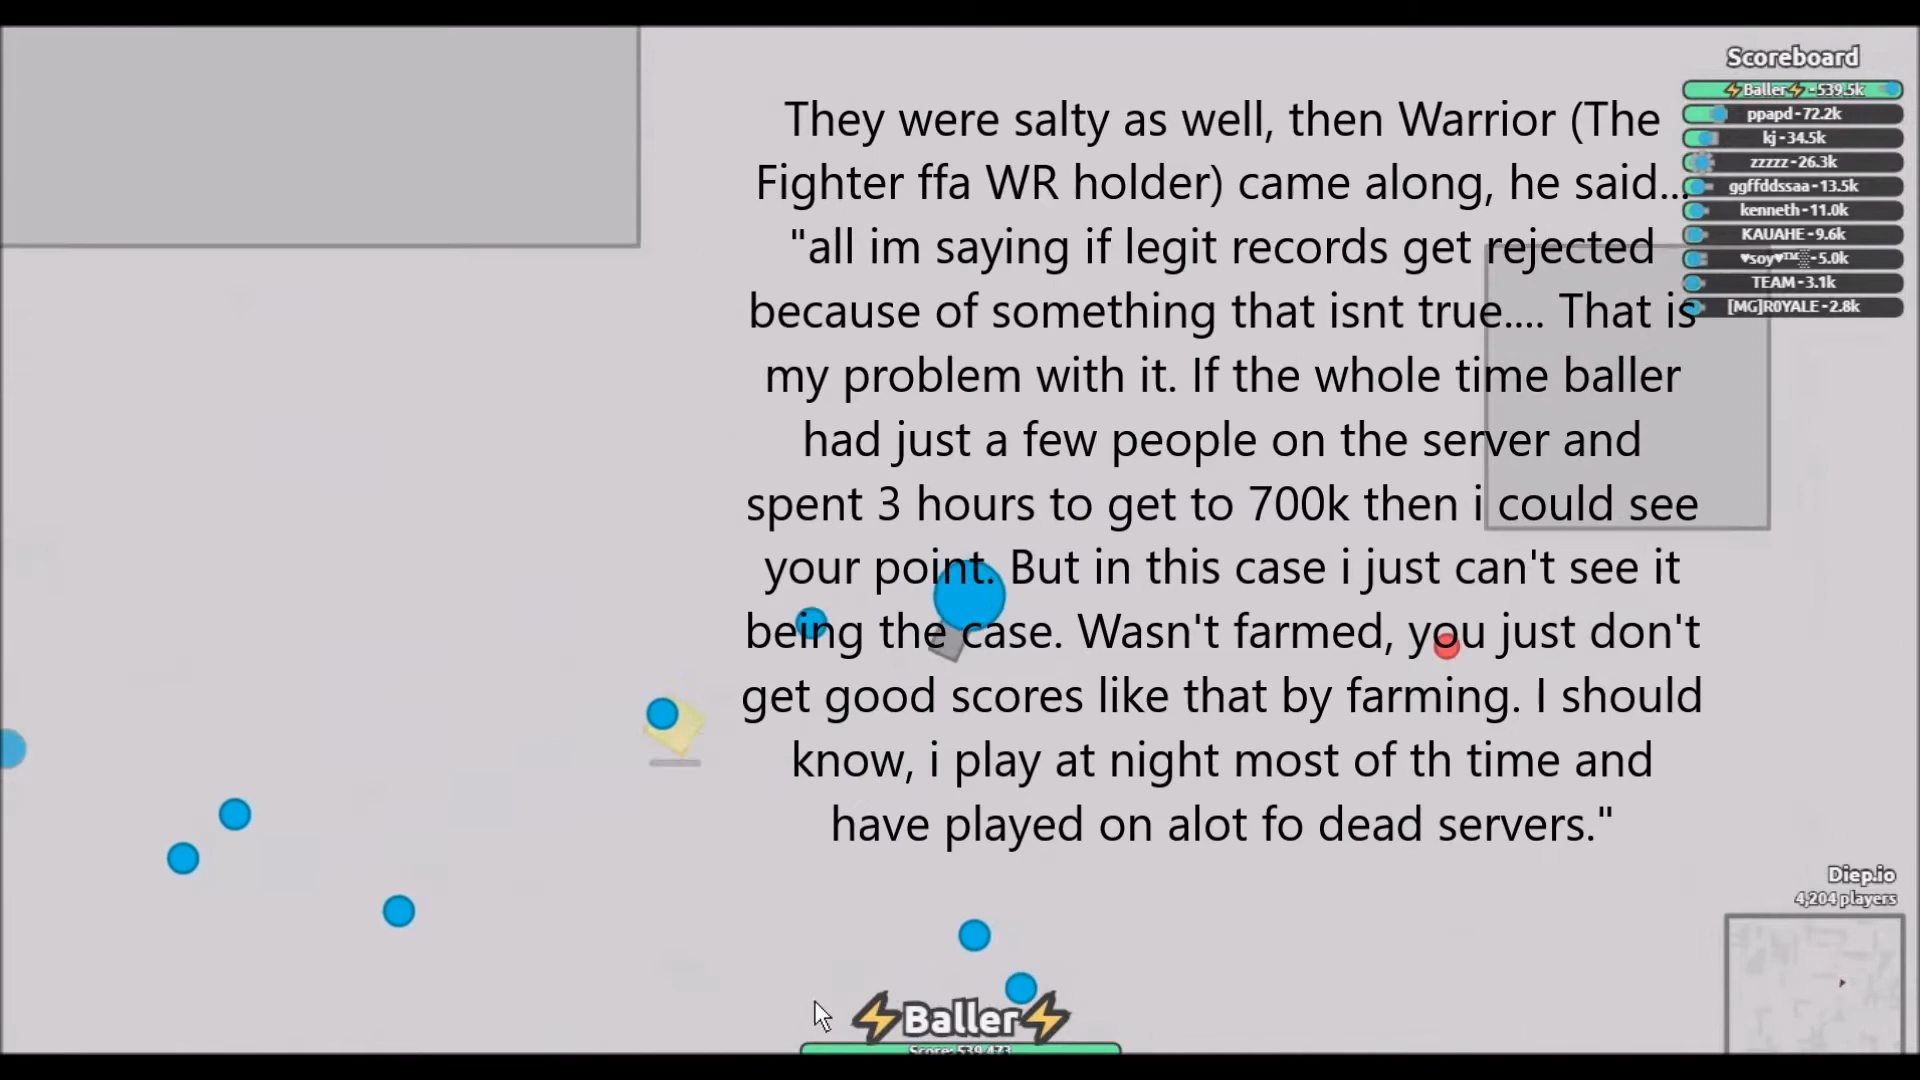 Scoreboard
⚡Baller⚡-539.5k
ppapd-72.2k
kj-34.5k
zzzzz-26.3k
ggffddssaa-13.5k
kenneth-11.0k
KAUAHE-9.6k
♥soy♥™░-5.0k
TEAM-3.1k
[MG]R0YALE-2.8k
They were salty as well, then Warrior (The
Fighter ffa WR holder) came along, he said...
"all im saying if legit records get rejected
because of something that isnt true.... That is
my problem with it. If the whole time baller
had just a few people on the server and
spent 3 hours to get to 700k then i could see
your point. But in this case i just can't see it
being the case. Wasn't farmed, you just don't
get good scores like that by farming. I should
know, i play at night most of th time and
have played on alot fo dead servers."
Diep.io
4,204 players
⚡Baller⚡
Score: 539,473